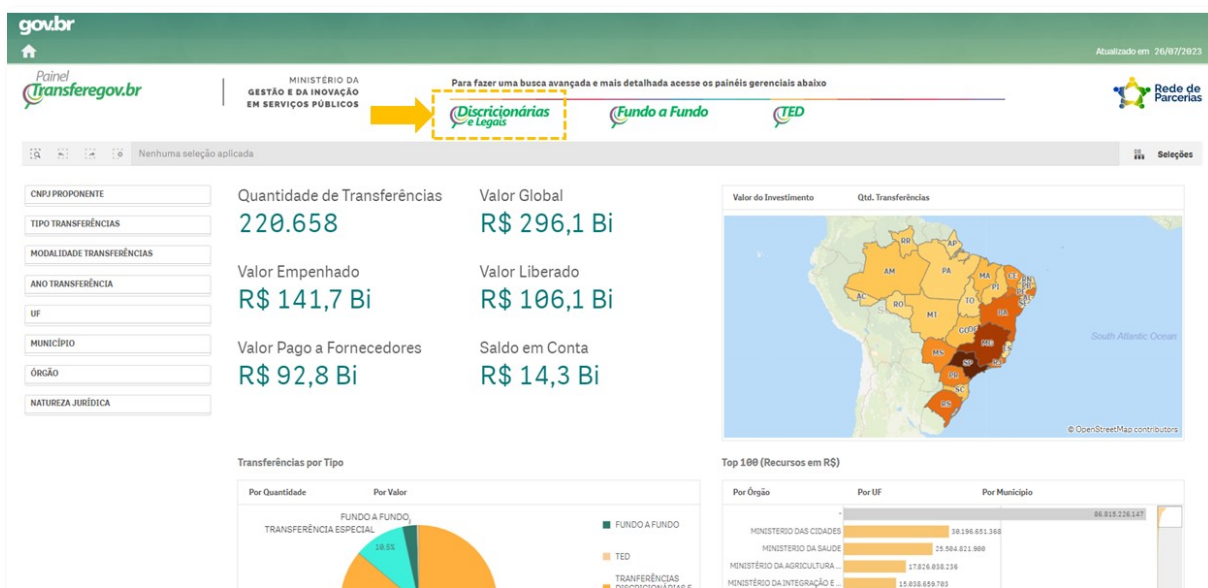 gov.br
Atualizado em 26/07/2023
Painel
Transferegov.br
MINISTÉRIO DA
GESTÃO E DA INOVAÇÃO
EM SERVIÇOS PÚBLICOS
Para fazer uma busca avançada e mais detalhada acesse os painéis gerenciais abaixo
Discricionárias
e Legais
Fundo a Fundo
TED
Rede de
Parcerias
Nenhuma seleção aplicada
Seleções
CNPJ PROPONENTE
TIPO TRANSFERÊNCIAS
MODALIDADE TRANSFERÊNCIAS
ANO TRANSFERÊNCIA
UF
MUNICÍPIO
ÓRGÃO
NATUREZA JURÍDICA
Quantidade de Transferências
220.658
Valor Global
R$ 296,1 Bi
Valor Empenhado
R$ 141,7 Bi
Valor Liberado
R$ 106,1 Bi
Valor Pago a Fornecedores
R$ 92,8 Bi
Saldo em Conta
R$ 14,3 Bi
Valor do Investimento
Qtd. Transferências
RR
AP
AM
PA
MA
CE
RN
PB
PE
AL
SE
PI
AC
RO
TO
BA
MT
GO
DF
MG
ES
MS
SP
RJ
PR
SC
RS
South Atlantic Ocean
© OpenStreetMap contributors
Transferências por Tipo
Por Quantidade
Por Valor
FUNDO A FUNDO
TRANSFERÊNCIA ESPECIAL
10,5%
FUNDO A FUNDO
TED
TRANFERÊNCIAS
DISCRICIONÁRIAS E
Top 100 (Recursos em R$)
Por Órgão
Por UF
Por Município
-
86.815.226.147
MINISTERIO DAS CIDADES
30.196.651.368
MINISTERIO DA SAUDE
25.504.821.900
MINISTÉRIO DA AGRICULTURA ...
17.826.038.236
MINISTÉRIO DA INTEGRAÇÃO E ...
15.038.659.703